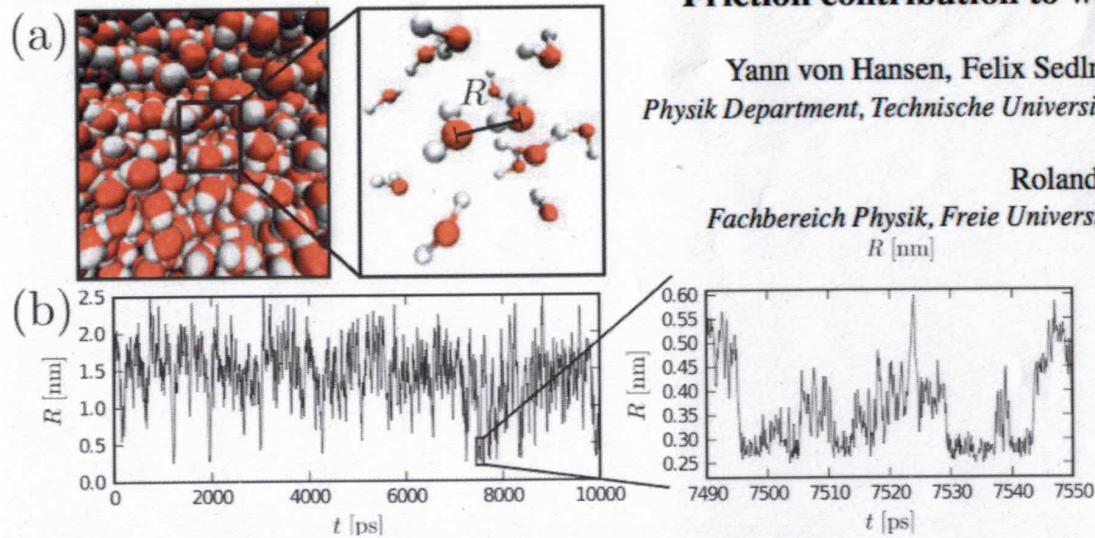 (a)
R
Friction contribution to
Yann von Hansen, Felix
Physik Department, Technische
Roland
Fachbereich Physik, Freie
R [nm]
(b)
R [nm]
2.5
2.0
1.5
1.0
0.5
0.0
0
2000
4000
6000
8000
10000
t [ps]
R [nm]
0.60
0.55
0.50
0.45
0.40
0.35
0.30
0.25
7490
7500
7510
7520
7530
7540
7550
t [ps]